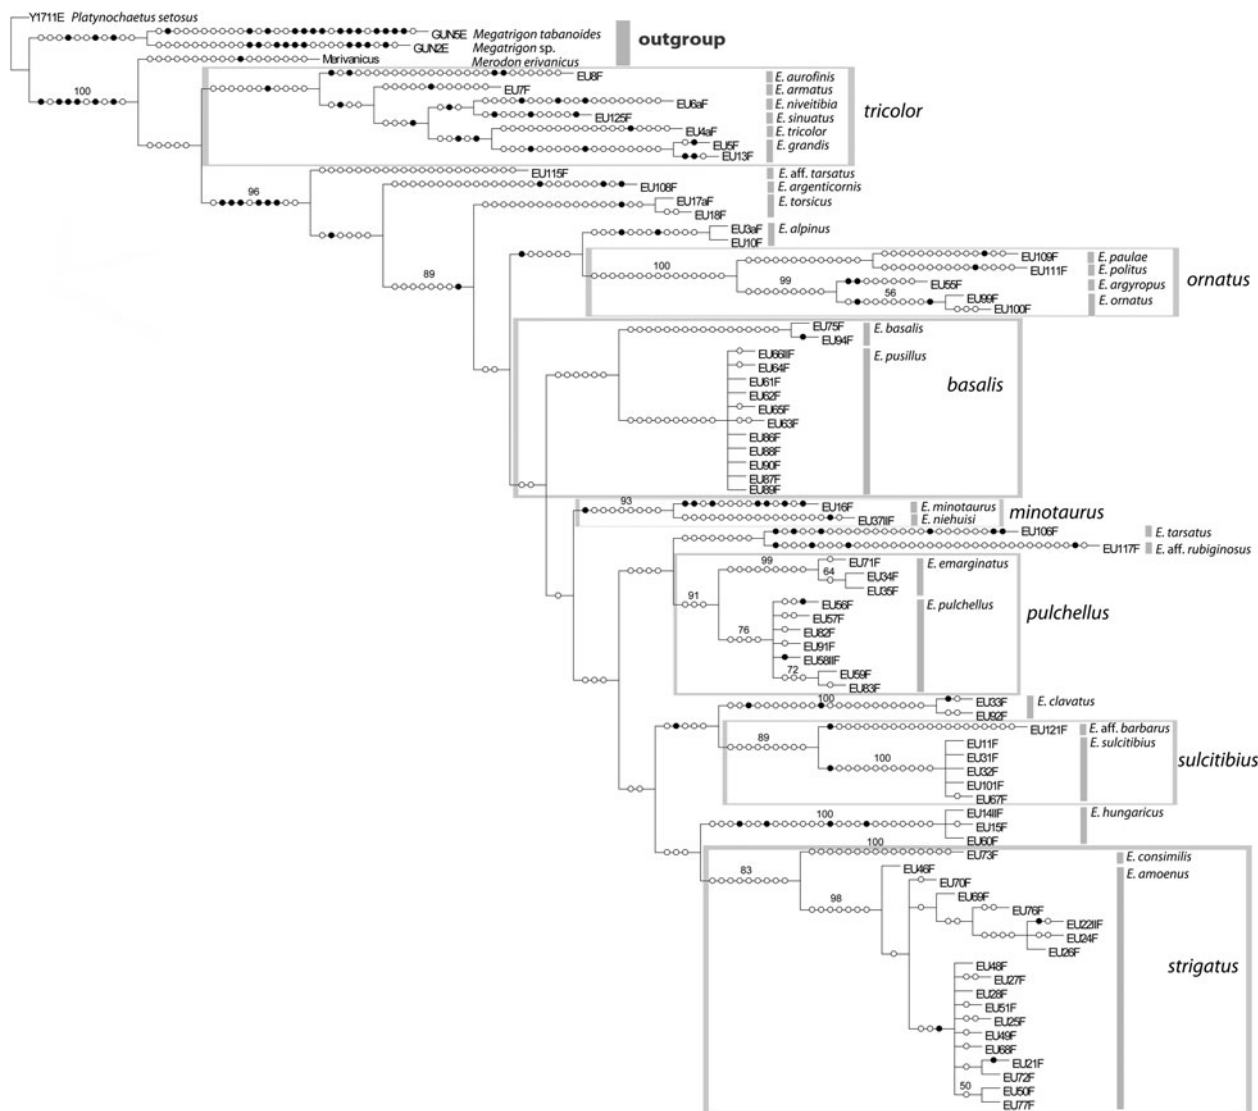 Y1711E Platynochaetus setosus
GUN5E Megatrigon tabanoides
GUN2E Megatrigon sp.
Merivanicus Merodon erivanicus
outgroup
100
EU8F E. aurofinis
EU7F E. armatus
EU6aF E. niveitibia
EU125F E. sinuatus
EU4aF E. tricolor
EU5F E. grandis
EU13F
tricolor
96
EU115F E. aff. tarsatus
EU108F E. argenticornis
EU17aF E. torsicus
EU18F
EU3aF E. alpinus
EU10F
89
100
EU109F E. paulae
EU111F E. politus
99
EU55F E. argyropus
56
EU99F E. ornatus
EU100F
ornatus
EU75F E. basalis
EU94F
EU66IIF E. pusillus
EU64F
EU61F
EU62F
EU65F
EU63F
EU86F
EU88F
EU90F
EU87F
EU89F
basalis
93
EU16F E. minotaurus
EU37IIF E. niehuisi
minotaurus
EU106F E. tarsatus
EU117F E. aff. rubiginosus
99
EU71F E. emarginatus
64
EU34F
EU35F
91
EU56F E. pulchellus
EU57F
EU82F
76
EU91F
EU58IIF
72
EU59F
EU83F
pulchellus
100
EU33F E. clavatus
EU92F
EU121F E. aff. barbarus
89
EU11F E. sulcitibius
EU31F
100
EU32F
EU101F
EU67F
sulcitibius
EU14IIF E. hungaricus
100
EU15F
EU60F
100
EU73F E. consimilis
83
EU46F E. amoenus
EU70F
98
EU69F
EU76F
EU22IIF
EU24F
EU26F
EU48F
EU27F
EU28F
EU51F
EU25F
EU49F
EU68F
EU21F
EU72F
50
EU50F
EU77F
strigatus